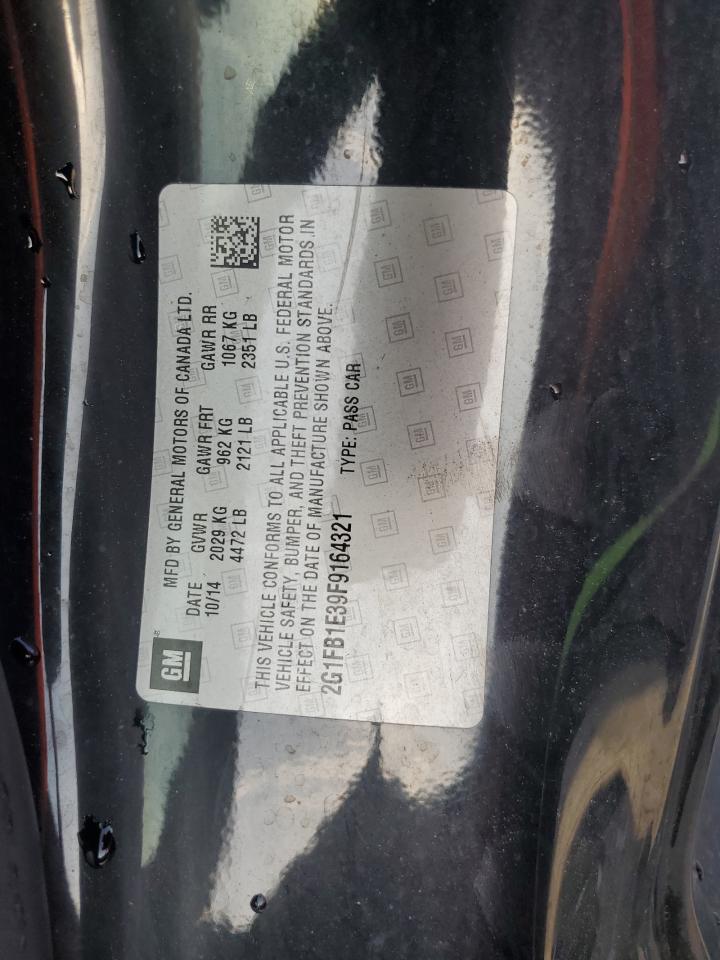 GM
MFD BY GENERAL MOTORS OF CANADA LTD.
DATE GVWR GAWR FRT GAWR RR
10/14 2029 KG 962 KG 1067 KG
4472 LB 2121 LB 2351 LB
THIS VEHICLE CONFORMS TO ALL APPLICABLE U.S. FEDERAL MOTOR
VEHICLE SAFETY, BUMPER, AND THEFT PREVENTION STANDARDS IN
EFFECT ON THE DATE OF MANUFACTURE SHOWN ABOVE.
2G1FB1E39F9164321 TYPE: PASS CAR